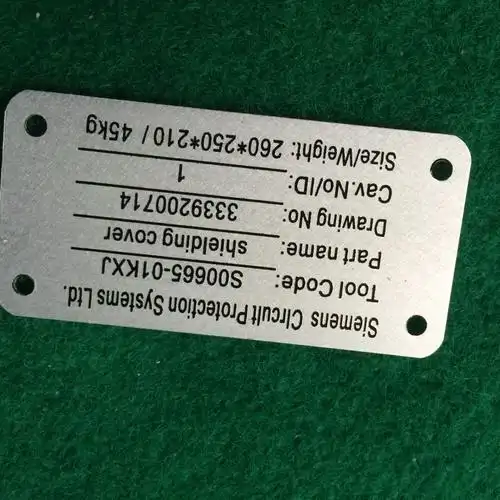 Siemens Circuit Protection Systems Ltd.
Tool Code: S00665-01KXJ
Part name: shielding cover
Drawing No: 3339200714
Cav.No/ID: 1
Size/Weight: 260*250*210 / 45kg